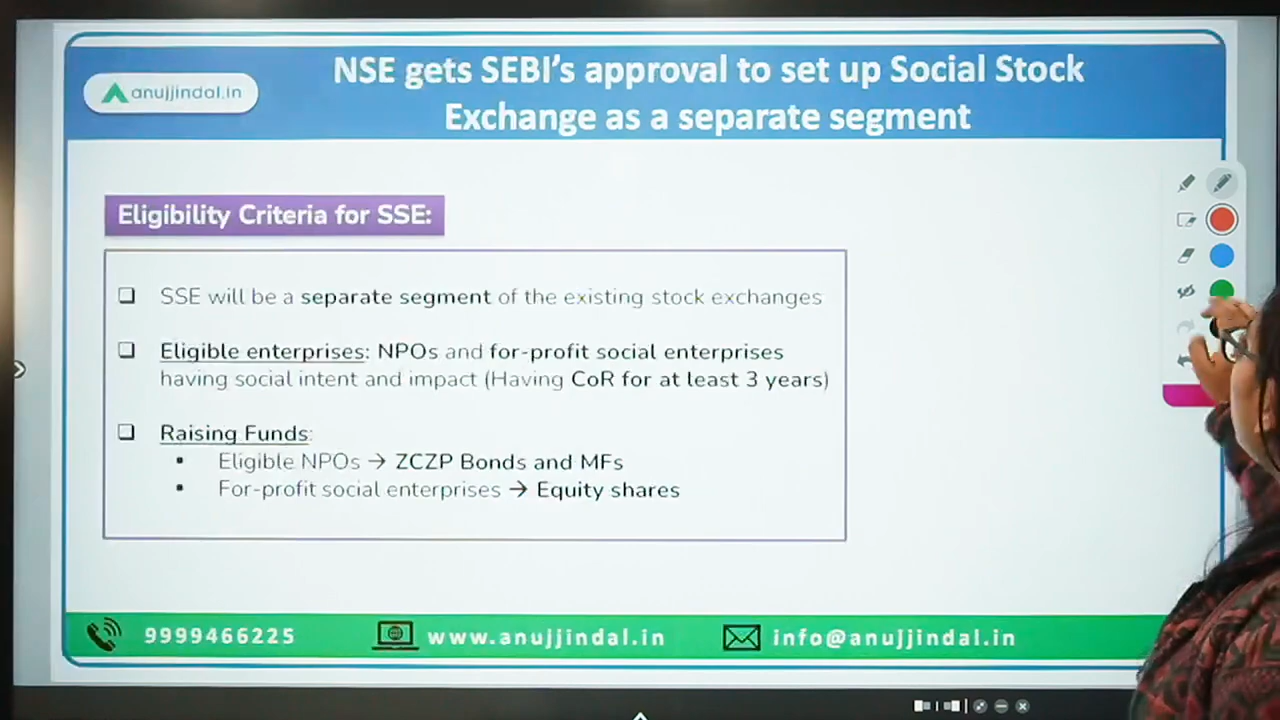 anujjindal.in
NSE gets SEBI's approval to set up Social Stock
Exchange as a separate segment
Eligibility Criteria for SSE:
SSE will be a separate segment of the existing stock exchanges
Eligible enterprises: NPOs and for-profit social enterprises
having social intent and impact (Having CoR for at least 3 years)
Raising Funds:
Eligible NPOs → ZCZP Bonds and MFs
For-profit social enterprises → Equity shares
9999466225
www.anujjindal.in
info@anujjindal.in